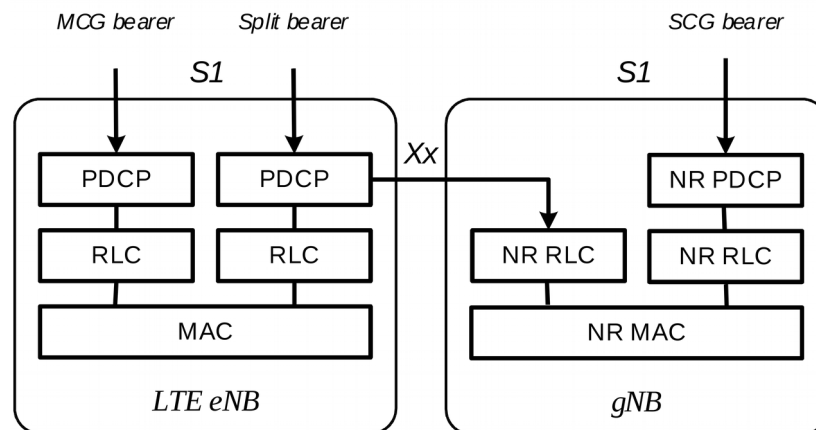 MCG bearer Split bearer SCG bearer
S1 S1
Xx
PDCP PDCP NR PDCP
RLC RLC NR RLC NR RLC
MAC NR MAC
LTE eNB gNB